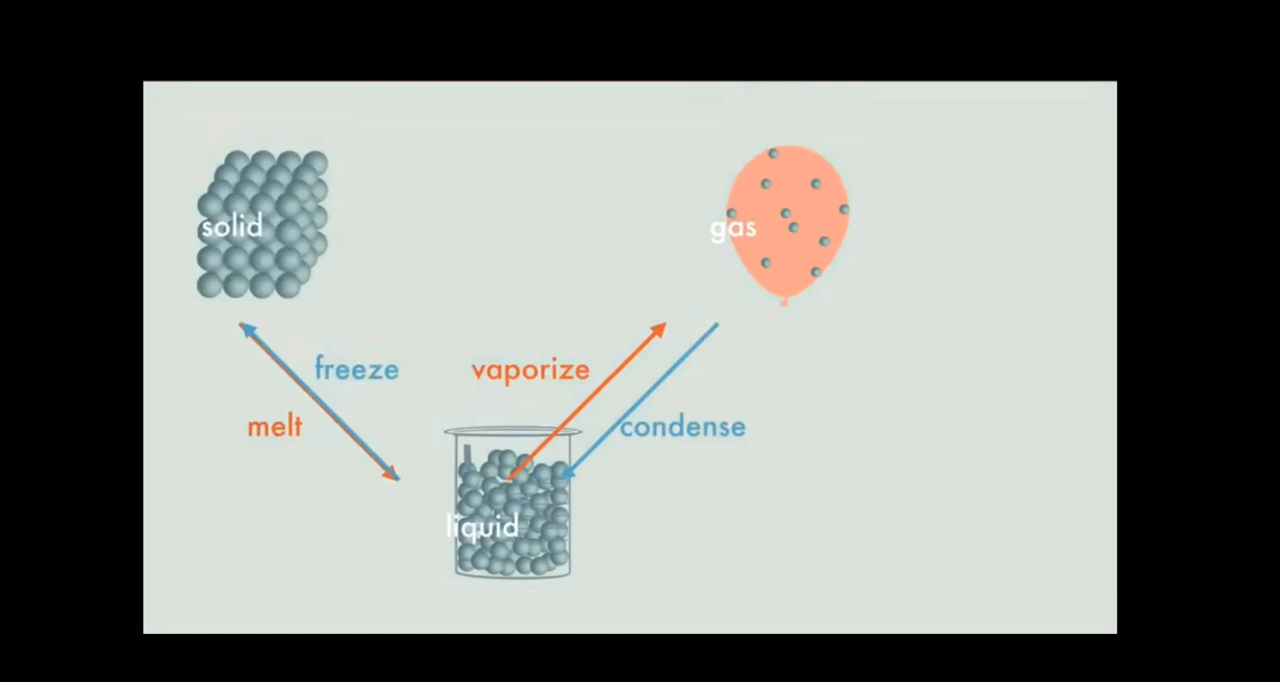 solid
gas
freeze
vaporize
melt
condense
liquid